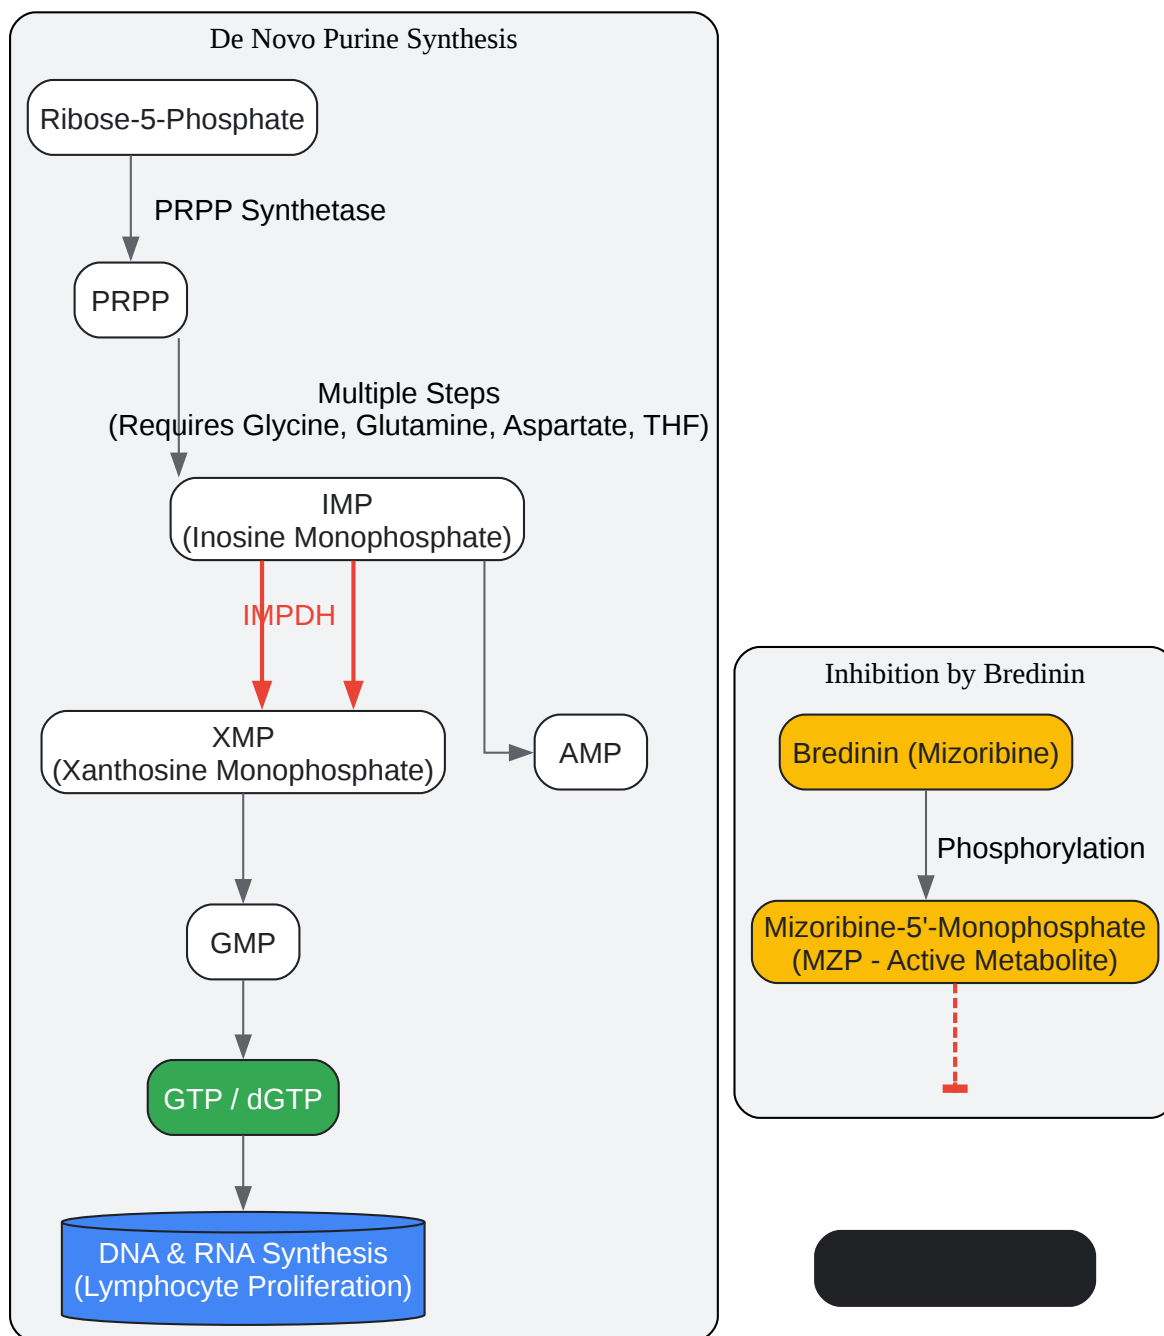 De Novo Purine Synthesis
Ribose-5-Phosphate
PRPP Synthetase
PRPP
Multiple Steps
(Requires Glycine, Glutamine, Aspartate, THF)
IMP
(Inosine Monophosphate)
IMPDH
XMP
(Xanthosine Monophosphate)
AMP
GMP
GTP / dGTP
DNA & RNA Synthesis
(Lymphocyte Proliferation)
Inhibition by Bredinin
Bredinin (Mizoribine)
Phosphorylation
Mizoribine-5'-Monophosphate
(MZP - Active Metabolite)